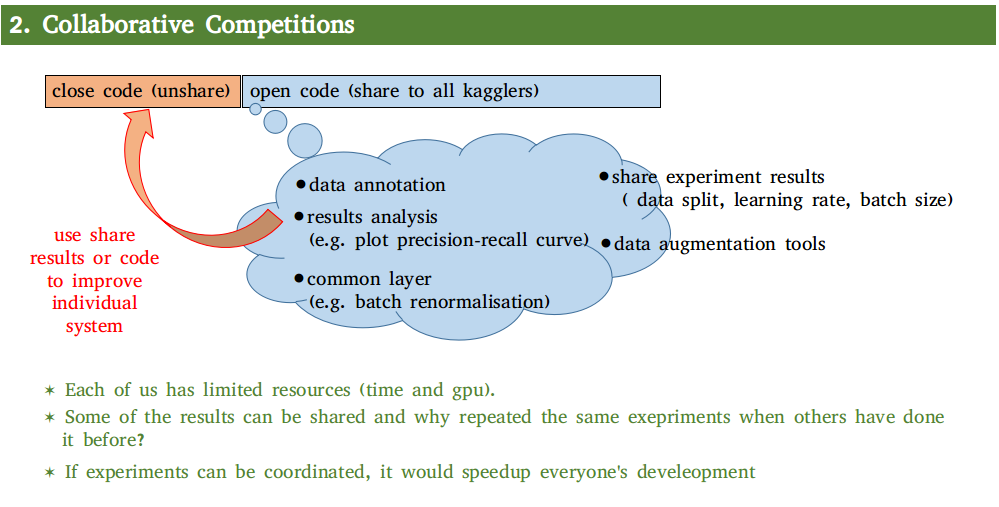 2. Collaborative Competitions
close code (unshare)
open code (share to all kagglers)
●data annotation
●results analysis
(e.g. plot precision-recall curve)
●common layer
(e.g. batch renormalisation)
●share experiment results
( data split, learning rate, batch size)
●data augmentation tools
use share
results or code
to improve
individual
system
✶ Each of us has limited resources (time and gpu).
✶ Some of the results can be shared and why repeated the same exepriments when others have done
it before?
✶ If experiments can be coordinated, it would speedup everyone's develeopment